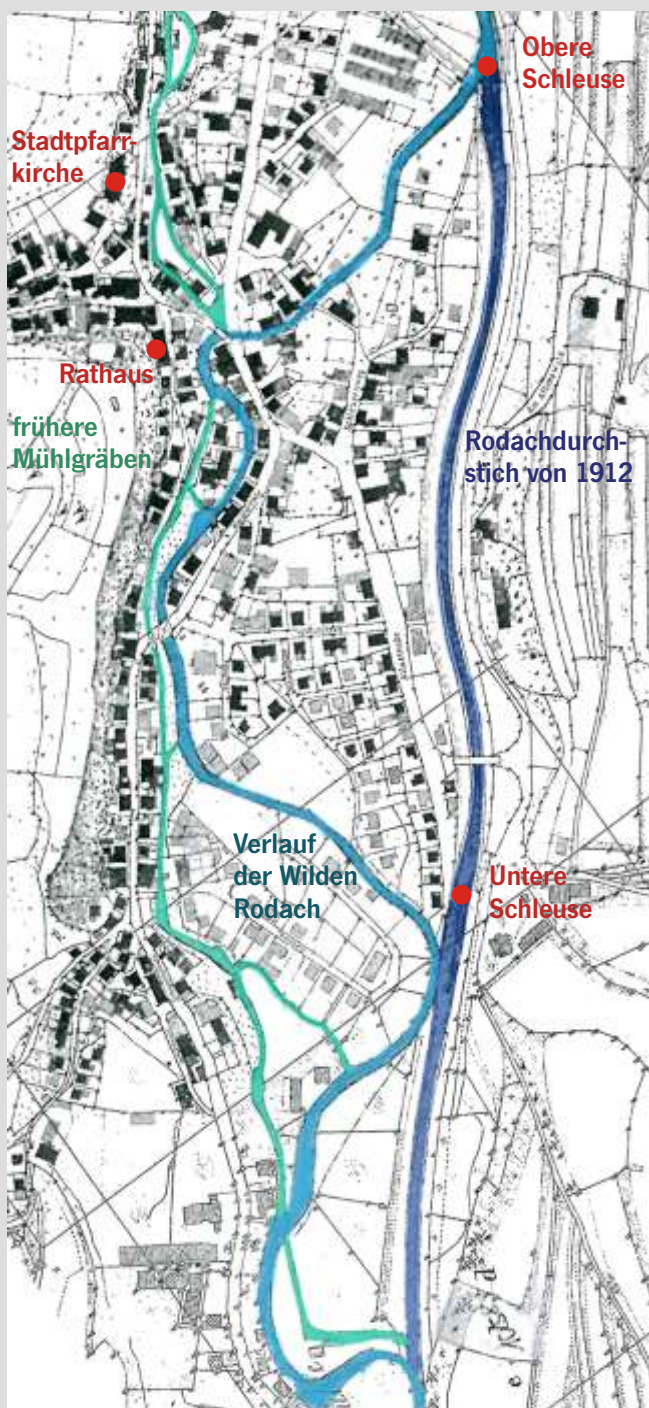 Obere
Schleuse
Stadtpfarr-
kirche
Rathaus
frühere
Mühlgräben
Rodachdurch-
stich von 1912
Verlauf
der Wilden
Rodach
Untere
Schleuse